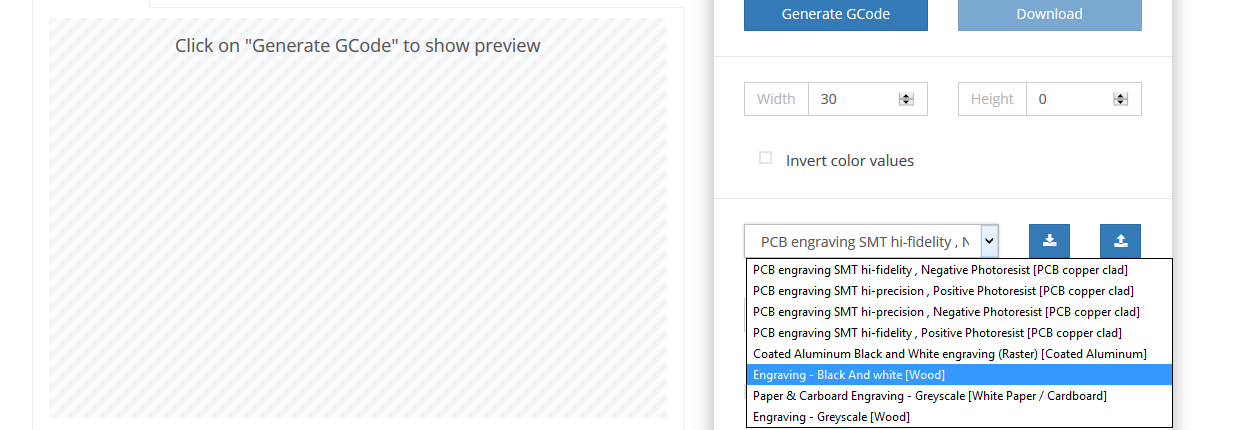 Click on "Generate GCode" to show preview
Generate GCode
Download
Width 30
Height 0
Invert color values
PCB engraving SMT hi-fidelity , N
PCB engraving SMT hi-fidelity , Negative Photoresist [PCB copper clad]
PCB engraving SMT hi-precision , Positive Photoresist [PCB copper clad]
PCB engraving SMT hi-precision , Negative Photoresist [PCB copper clad]
PCB engraving SMT hi-fidelity , Positive Photoresist [PCB copper clad]
Coated Aluminum Black and White engraving (Raster) [Coated Aluminum]
Engraving - Black And white [Wood]
Paper & Carboard Engraving - Greyscale [White Paper / Cardboard]
Engraving - Greyscale [Wood]